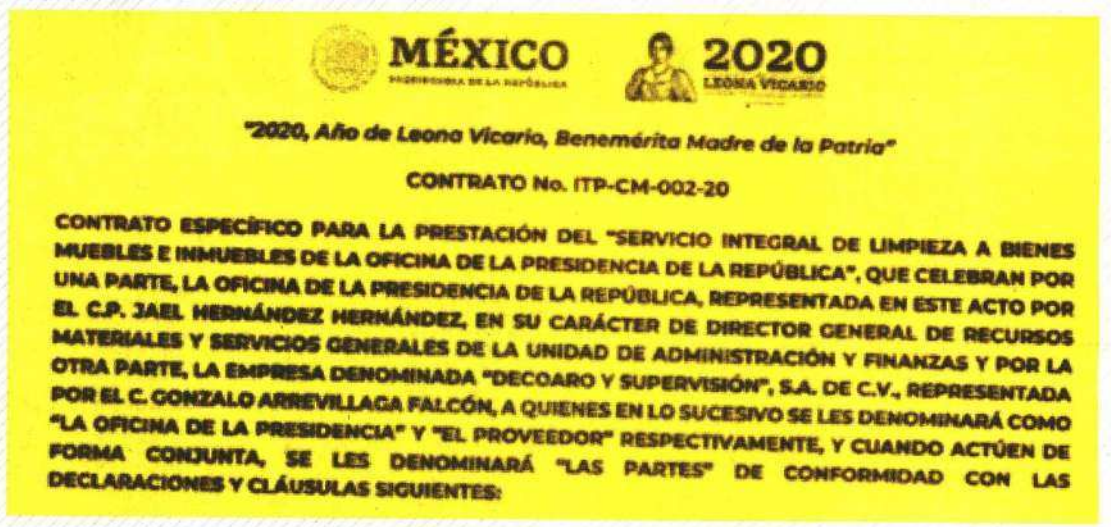 MÉXICO
PRESIDENCIA DE LA REPÚBLICA
2020
LEONA VICARIO
"2020, Año de Leona Vicario, Benemérita Madre de la Patria"
CONTRATO No. ITP-CM-002-20
CONTRATO ESPECÍFICO PARA LA PRESTACIÓN DEL "SERVICIO INTEGRAL DE LIMPIEZA A BIENES
MUEBLES E INMUEBLES DE LA OFICINA DE LA PRESIDENCIA DE LA REPÚBLICA", QUE CELEBRAN POR
UNA PARTE, LA OFICINA DE LA PRESIDENCIA DE LA REPÚBLICA, REPRESENTADA EN ESTE ACTO POR
EL C.P. JAEL HERNÁNDEZ HERNÁNDEZ, EN SU CARÁCTER DE DIRECTOR GENERAL DE RECURSOS
MATERIALES Y SERVICIOS GENERALES DE LA UNIDAD DE ADMINISTRACIÓN Y FINANZAS Y POR LA
OTRA PARTE, LA EMPRESA DENOMINADA "DECOARO Y SUPERVISIÓN", S.A. DE C.V., REPRESENTADA
POR EL C. GONZALO ARREVILLAGA FALCÓN, A QUIENES EN LO SUCESIVO SE LES DENOMINARÁ COMO
"LA OFICINA DE LA PRESIDENCIA" Y "EL PROVEEDOR" RESPECTIVAMENTE, Y CUANDO ACTÚEN DE
FORMA CONJUNTA, SE LES DENOMINARÁ "LAS PARTES" DE CONFORMIDAD CON LAS
DECLARACIONES Y CLÁUSULAS SIGUIENTES: